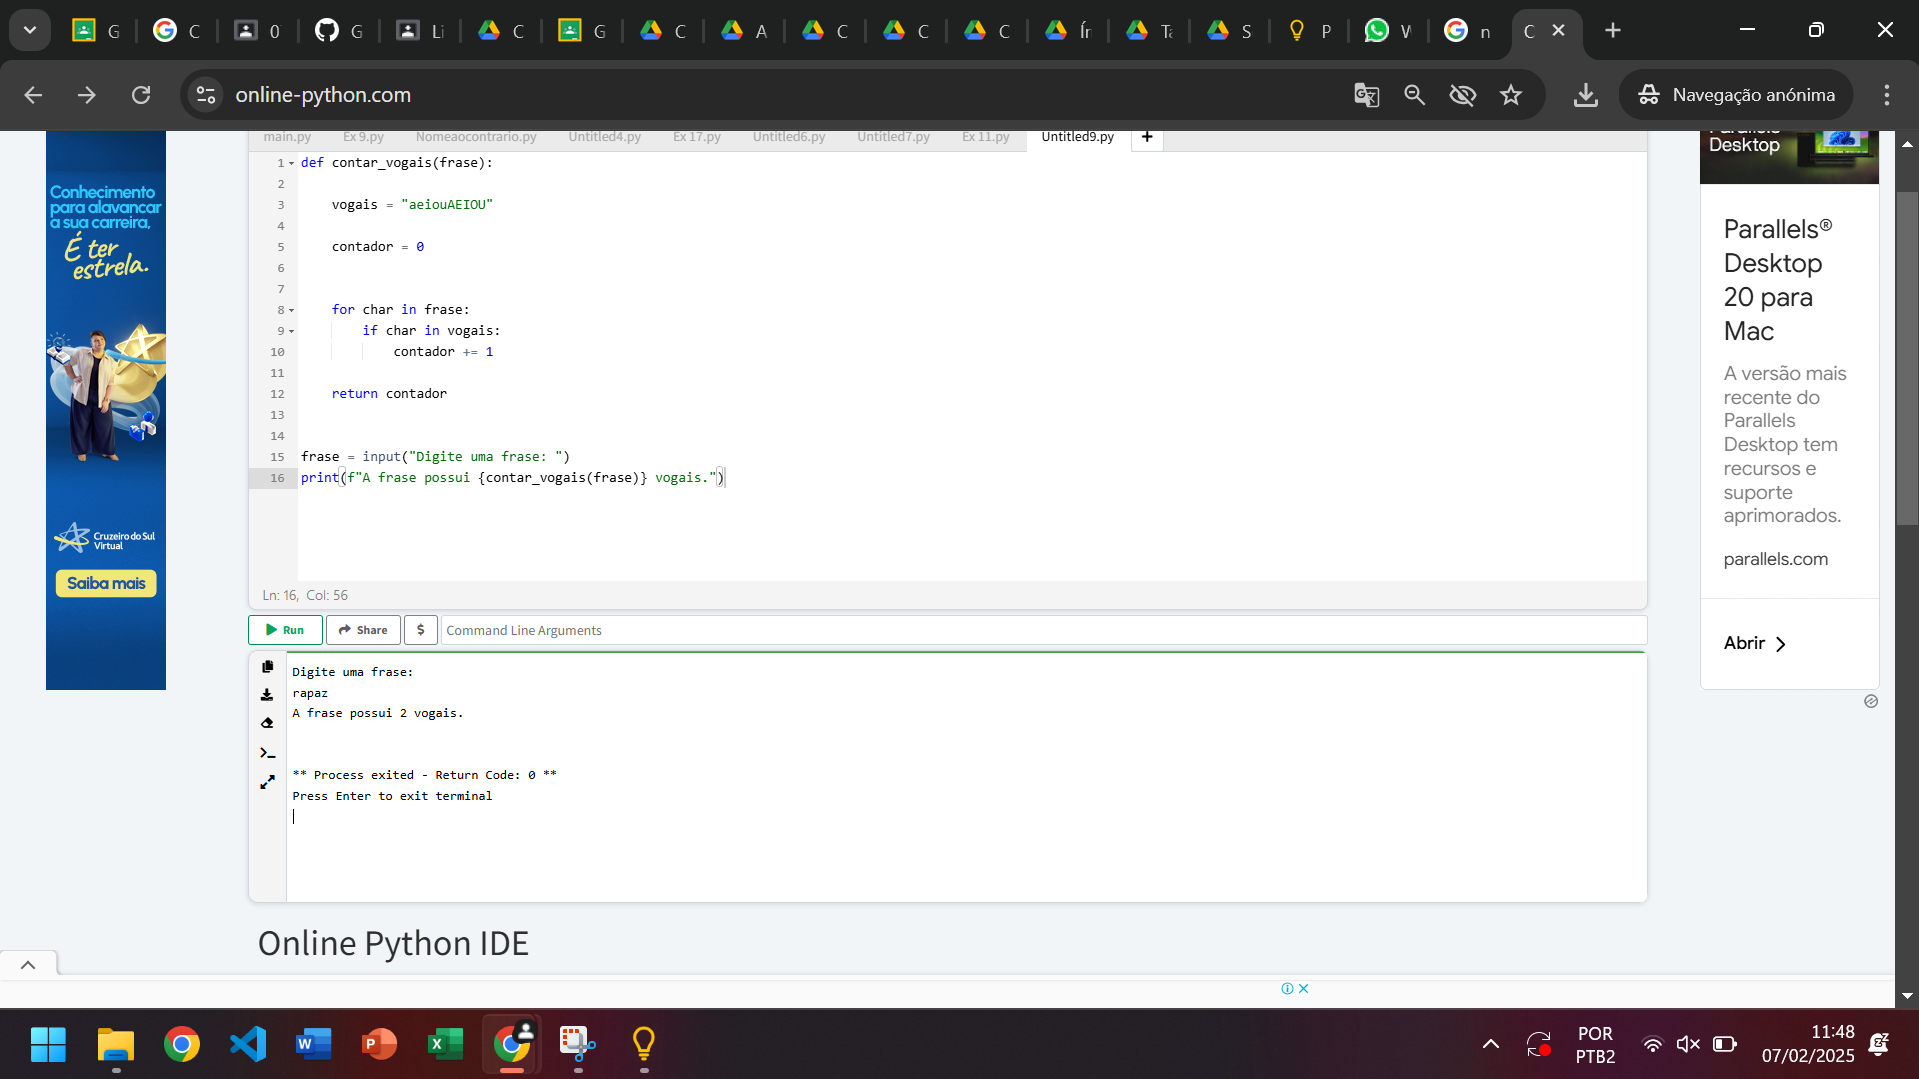 G
C
0
G
Li
C
G
C
A
C
C
C
Ín
Ta
S
P
W
n
C
online-python.com
Navegação anónima
main.py
Ex 9.py
Nomeaocontrario.py
Untitled4.py
Ex 17.py
Untitled6.py
Untitled7.py
Ex 11.py
Untitled9.py
+
1 def contar_vogais(frase):
2
3 vogais = "aeiouAEIOU"
4
5 contador = 0
6
7
8 for char in frase:
9 if char in vogais:
10 contador += 1
11
12 return contador
13
14
15 frase = input("Digite uma frase: ")
16 print(f"A frase possui {contar_vogais(frase)} vogais.")
Ln: 16, Col: 56
Run
Share
$
Command Line Arguments
Digite uma frase:
rapaz
A frase possui 2 vogais.
** Process exited - Return Code: 0 **
Press Enter to exit terminal
Online Python IDE
Conhecimento
para alavancar
a sua carreira,
É ter
estrela.
Cruzeiro do Sul
Virtual
Saiba mais
Desktop
Parallels®
Desktop
20 para
Mac
A versão mais
recente do
Parallels
Desktop tem
recursos e
suporte
aprimorados.
parallels.com
Abrir
POR
PTB2
11:48
07/02/2025